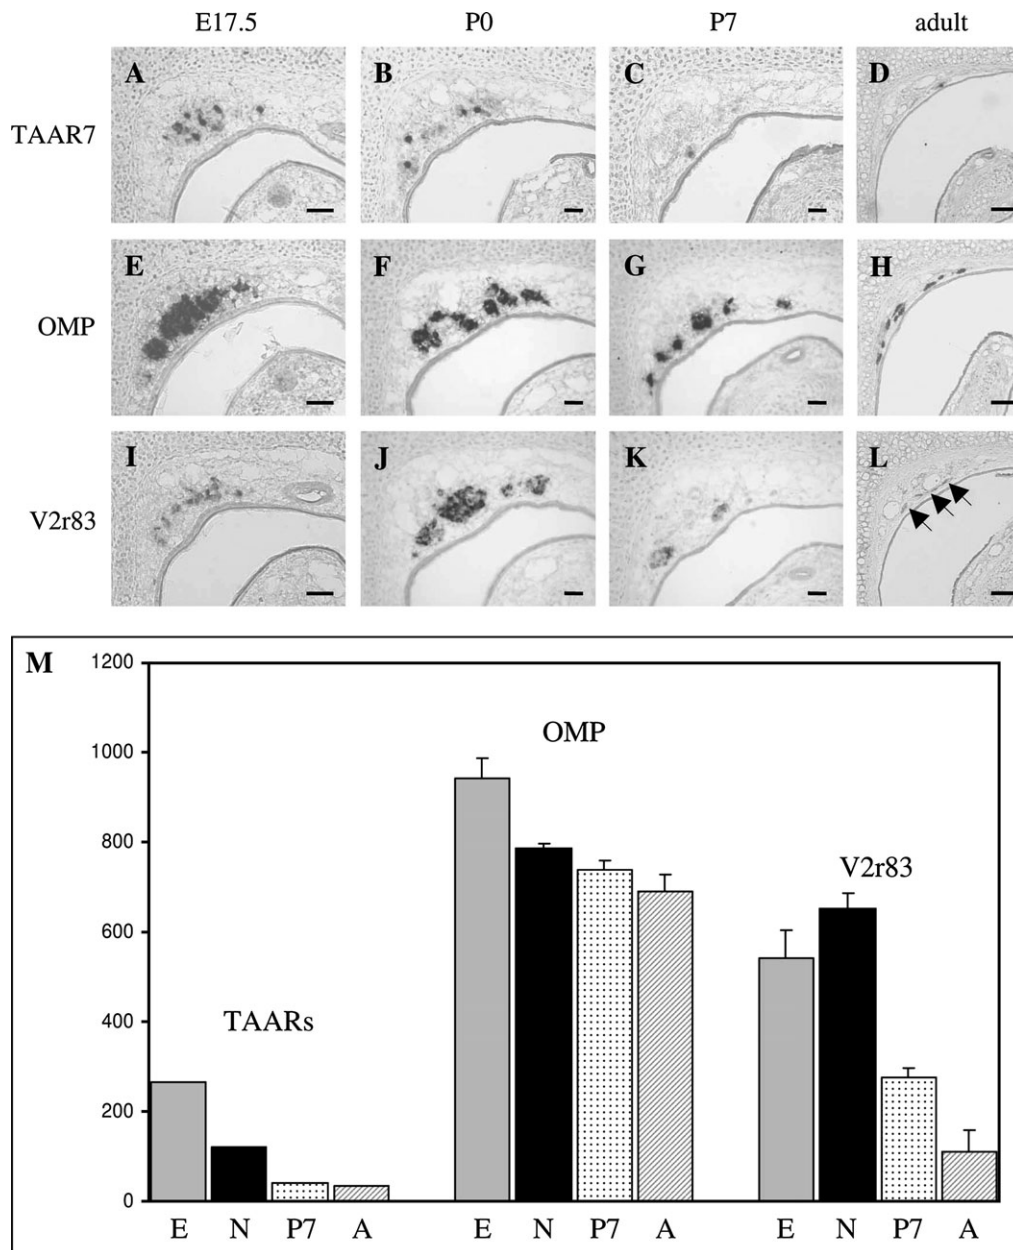 E17.5 P0 P7 adult
A B C D
TAAR7
E F G H
OMP
I J K L
V2r83
M
1200
1000
800
600
400
200
0
OMP
V2r83
TAARs
E N P7 A E N P7 A E N P7 A